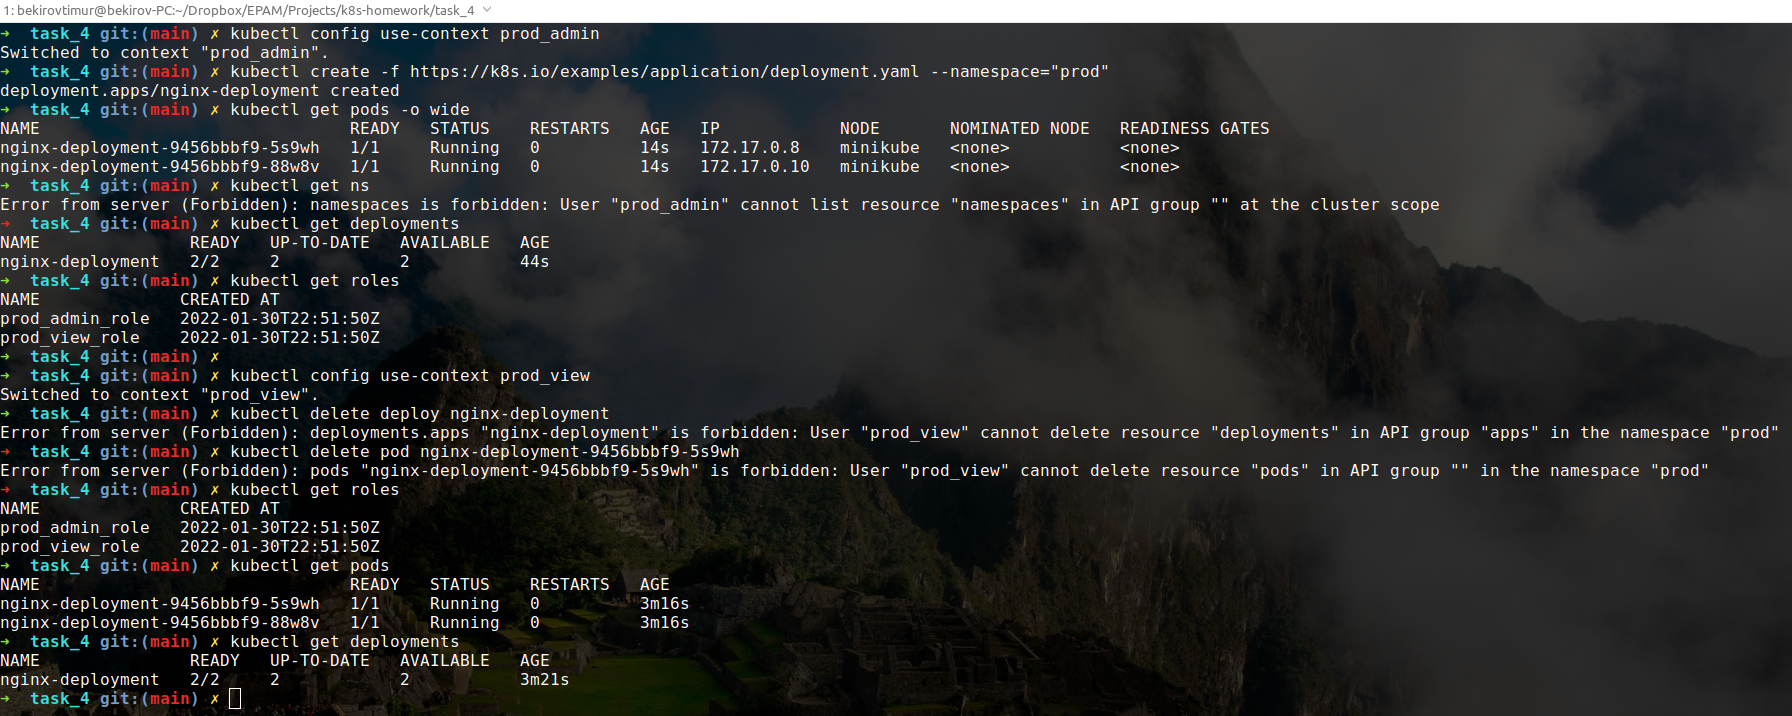 1: bekirovtimur@bekirov-PC:~/Dropbox/EPAM/Projects/k8s-homework/task_4
➜  task_4 git:(main) ✗ kubectl config use-context prod_admin
Switched to context "prod_admin".
➜  task_4 git:(main) ✗ kubectl create -f https://k8s.io/examples/application/deployment.yaml --namespace="prod"
deployment.apps/nginx-deployment created
➜  task_4 git:(main) ✗ kubectl get pods -o wide
NAME                               READY   STATUS    RESTARTS   AGE   IP            NODE       NOMINATED NODE   READINESS GATES
nginx-deployment-9456bbbf9-5s9wh   1/1     Running   0          14s   172.17.0.8    minikube   <none>           <none>
nginx-deployment-9456bbbf9-88w8v   1/1     Running   0          14s   172.17.0.10   minikube   <none>           <none>
➜  task_4 git:(main) ✗ kubectl get ns
Error from server (Forbidden): namespaces is forbidden: User "prod_admin" cannot list resource "namespaces" in API group "" at the cluster scope
➜  task_4 git:(main) ✗ kubectl get deployments
NAME               READY   UP-TO-DATE   AVAILABLE   AGE
nginx-deployment   2/2     2            2           44s
➜  task_4 git:(main) ✗ kubectl get roles
NAME              CREATED AT
prod_admin_role   2022-01-30T22:51:50Z
prod_view_role    2022-01-30T22:51:50Z
➜  task_4 git:(main) ✗
➜  task_4 git:(main) ✗ kubectl config use-context prod_view
Switched to context "prod_view".
➜  task_4 git:(main) ✗ kubectl delete deploy nginx-deployment
Error from server (Forbidden): deployments.apps "nginx-deployment" is forbidden: User "prod_view" cannot delete resource "deployments" in API group "apps" in the namespace "prod"
➜  task_4 git:(main) ✗ kubectl delete pod nginx-deployment-9456bbbf9-5s9wh
Error from server (Forbidden): pods "nginx-deployment-9456bbbf9-5s9wh" is forbidden: User "prod_view" cannot delete resource "pods" in API group "" in the namespace "prod"
➜  task_4 git:(main) ✗ kubectl get roles
NAME              CREATED AT
prod_admin_role   2022-01-30T22:51:50Z
prod_view_role    2022-01-30T22:51:50Z
➜  task_4 git:(main) ✗ kubectl get pods
NAME                               READY   STATUS    RESTARTS   AGE
nginx-deployment-9456bbbf9-5s9wh   1/1     Running   0          3m16s
nginx-deployment-9456bbbf9-88w8v   1/1     Running   0          3m16s
➜  task_4 git:(main) ✗ kubectl get deployments
NAME               READY   UP-TO-DATE   AVAILABLE   AGE
nginx-deployment   2/2     2            2           3m21s
➜  task_4 git:(main) ✗